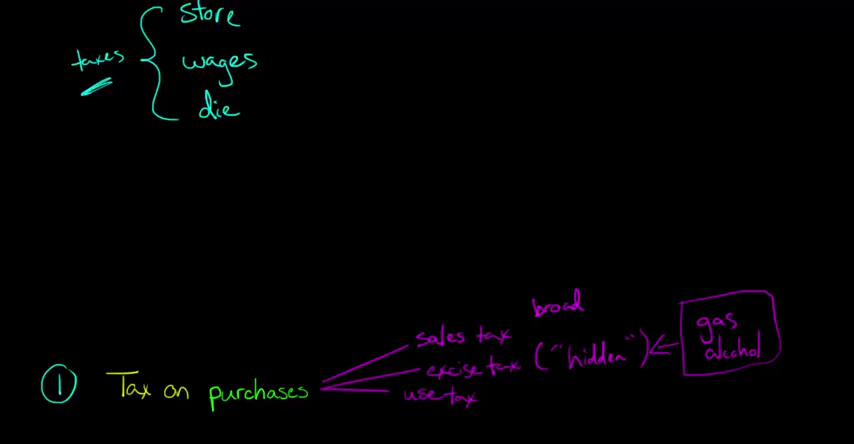 store
taxes
wages
die
broad
sales tax
gas
excise tax ("hidden")
alcohol
1 Tax on purchases
use tax